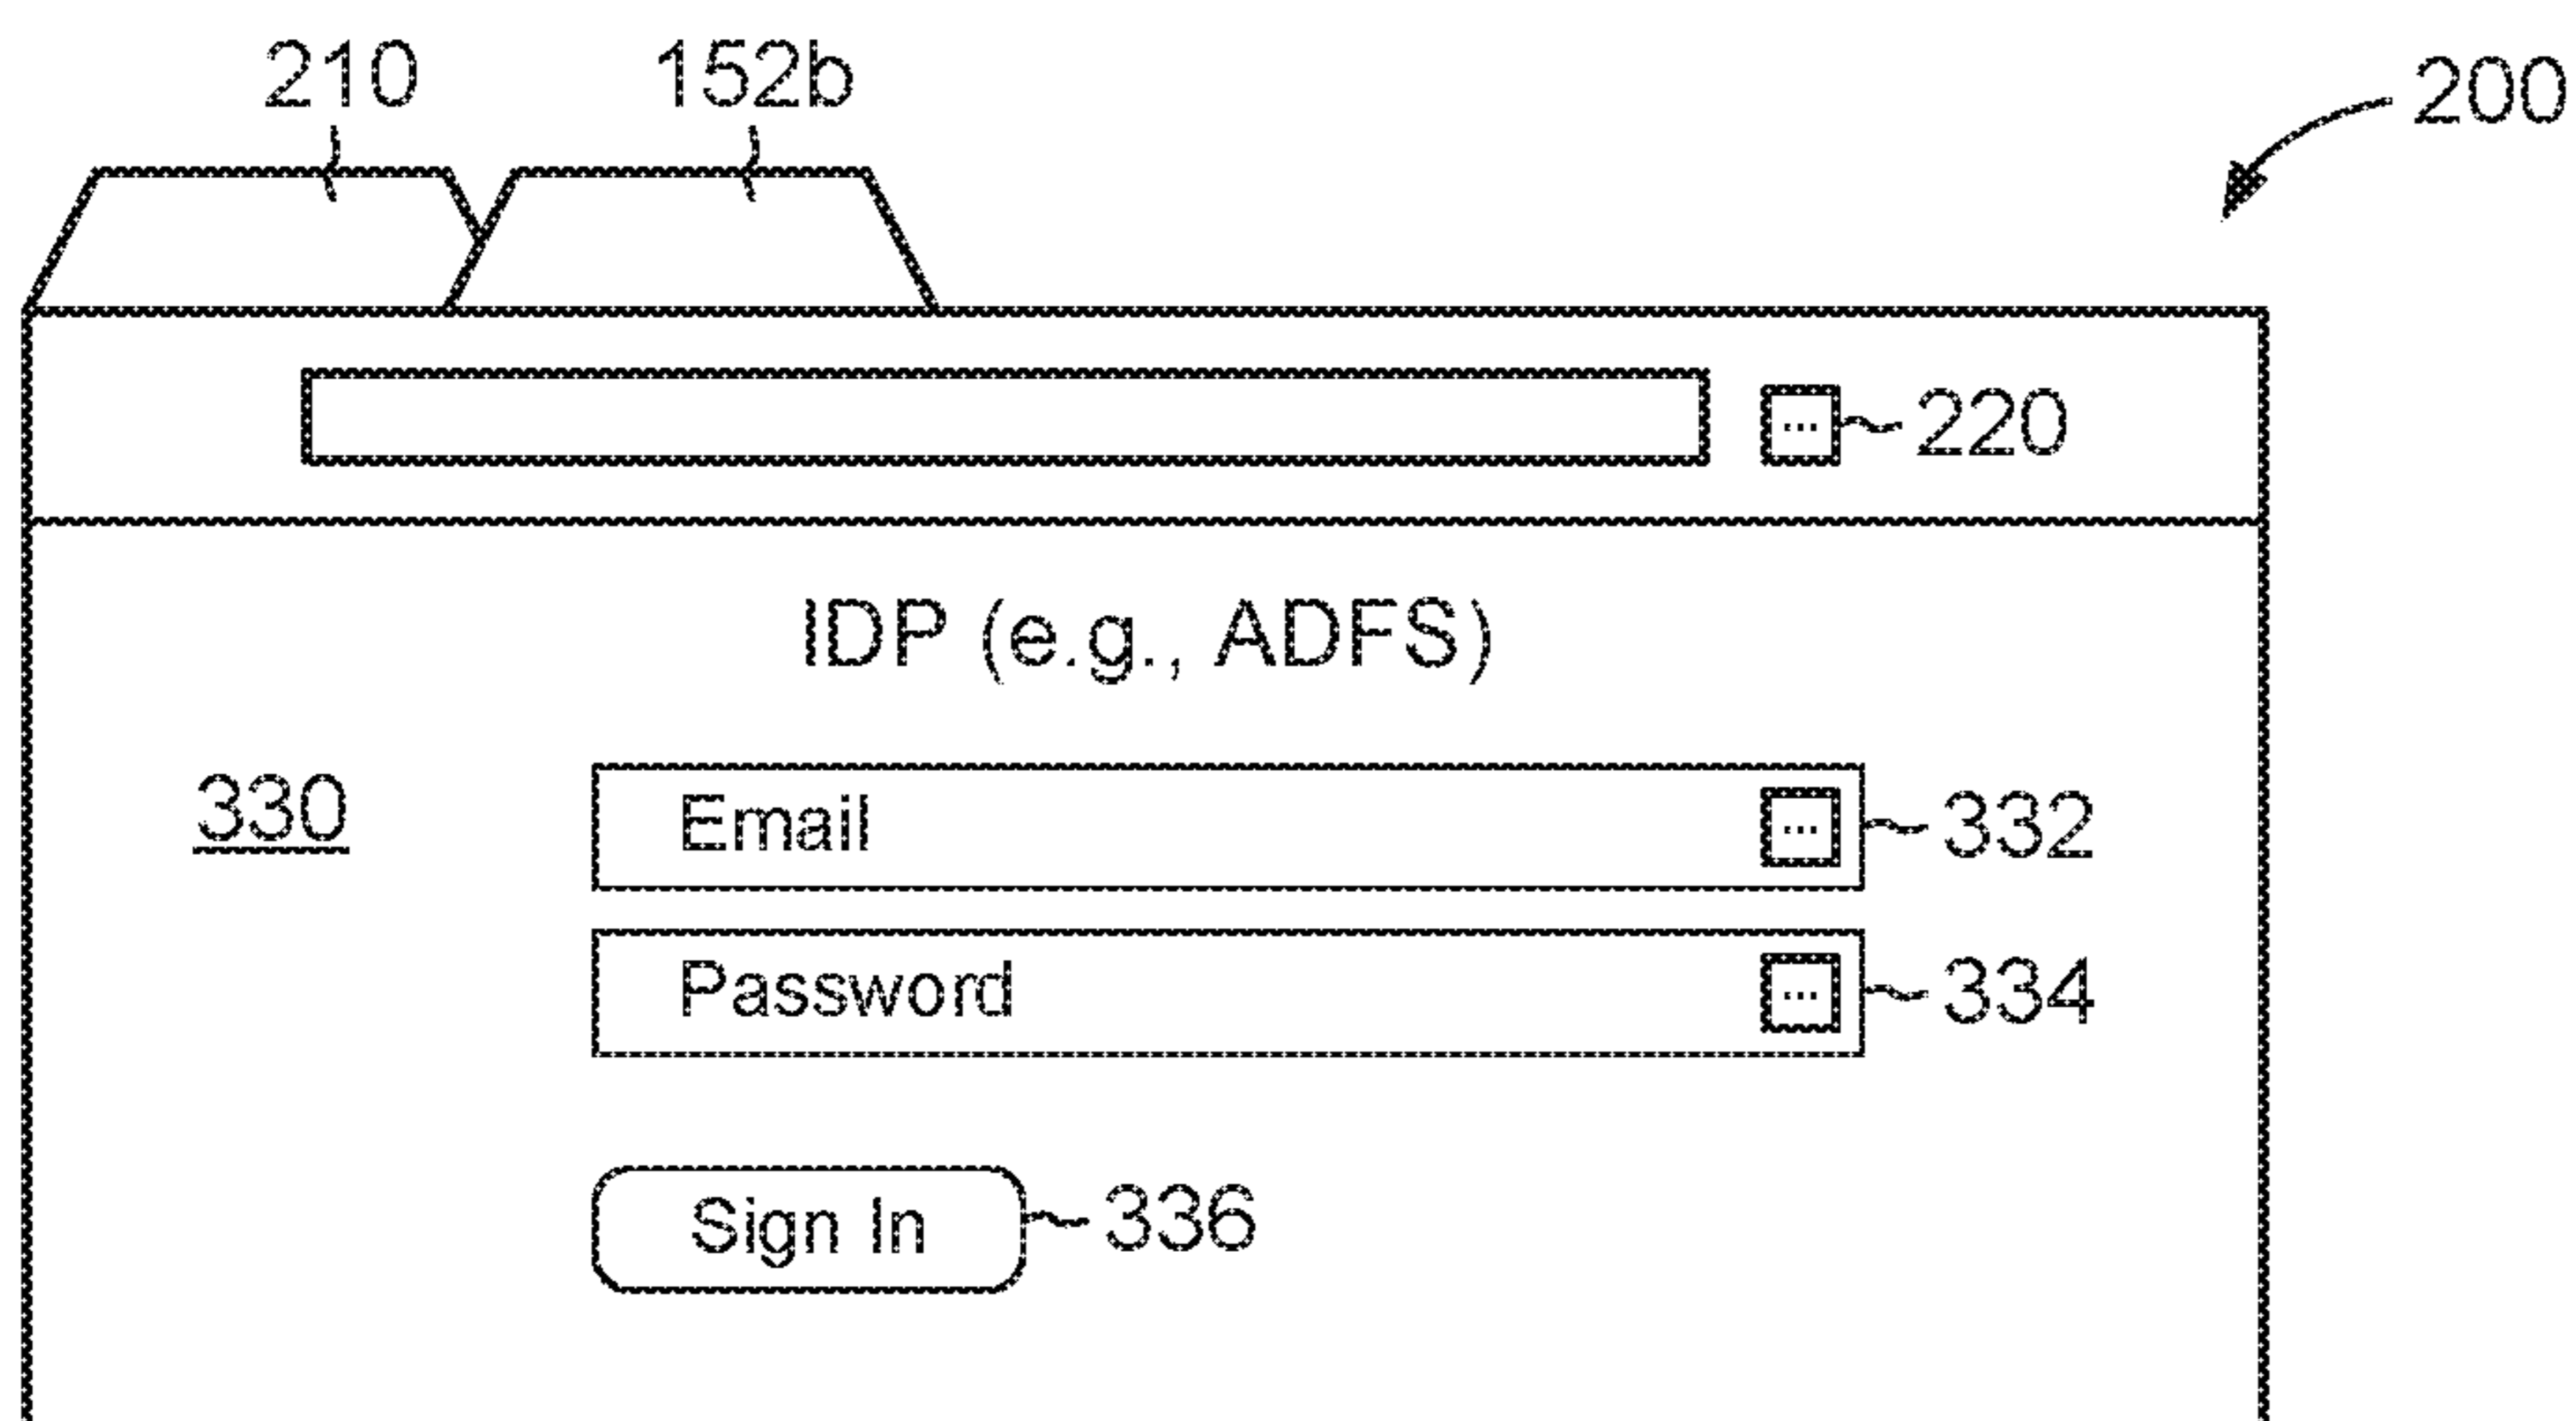 210 152b 200
... 220
IDP (e.g., ADFS)
330 Email ... 332
Password ... 334
Sign In 336